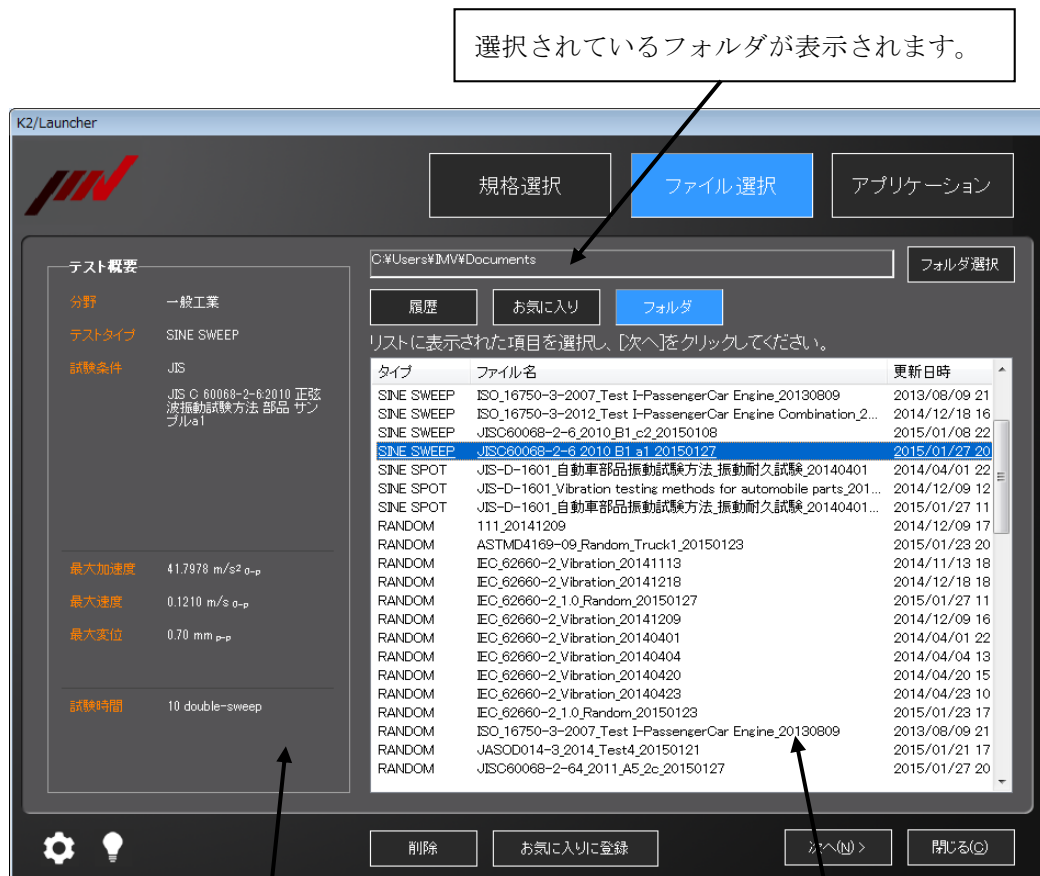 選択されているフォルダが表示されます。
K2/Launcher
IMV
規格選択
ファイル選択
アプリケーション
テスト概要
分野 一般工業
テストタイプ SINE SWEEP
試験条件 JIS
JIS C 60068-2-6:2010 正弦
波振動試験方法 部品 サン
プルa1
最大加速度 41.7978 m/s² 0-p
最大速度 0.1210 m/s 0-p
最大変位 0.70 mm p-p
試験時間 10 double-sweep
C:¥Users¥IMV¥Documents
フォルダ選択
履歴
お気に入り
フォルダ
リストに表示された項目を選択し、[次へ]をクリックしてください。
タイプ ファイル名 更新日時
SINE SWEEP ISO_16750-3-2007_Test I-PassengerCar Engine_20130809 2013/08/09 21
SINE SWEEP ISO_16750-3-2012_Test I-PassengerCar Engine Combination_2... 2014/12/18 16
SINE SWEEP JISC60068-2-6_2010_B1_c2_20150108 2015/01/08 22
SINE SWEEP JISC60068-2-6_2010_B1_a1_20150127 2015/01/27 20
SINE SPOT JIS-D-1601_自動車部品振動試験方法_振動耐久試験_20140401 2014/04/01 22
SINE SPOT JIS-D-1601_Vibration testing methods for automobile parts_201... 2014/12/09 12
SINE SPOT JIS-D-1601_自動車部品振動試験方法_振動耐久試験_20140401... 2015/01/27 11
RANDOM 111_20141209 2014/12/09 17
RANDOM ASTMD4169-09_Random_Truck1_20150123 2015/01/23 20
RANDOM IEC_62660-2_Vibration_20141113 2014/11/13 18
RANDOM IEC_62660-2_Vibration_20141218 2014/12/18 18
RANDOM IEC_62660-2_1.0_Random_20150127 2015/01/27 11
RANDOM IEC_62660-2_Vibration_20141209 2014/12/09 16
RANDOM IEC_62660-2_Vibration_20140401 2014/04/01 22
RANDOM IEC_62660-2_Vibration_20140404 2014/04/04 13
RANDOM IEC_62660-2_Vibration_20140420 2014/04/20 15
RANDOM IEC_62660-2_Vibration_20140423 2014/04/23 10
RANDOM IEC_62660-2_1.0_Random_20150123 2015/01/23 17
RANDOM ISO_16750-3-2007_Test I-PassengerCar Engine_20130809 2013/08/09 21
RANDOM JASOD014-3_2014_Test4_20150121 2015/01/21 17
RANDOM JISC60068-2-64_2011_A5_2c_20150127 2015/01/27 20
削除
お気に入りに登録
次へ(N) >
閉じる(C)